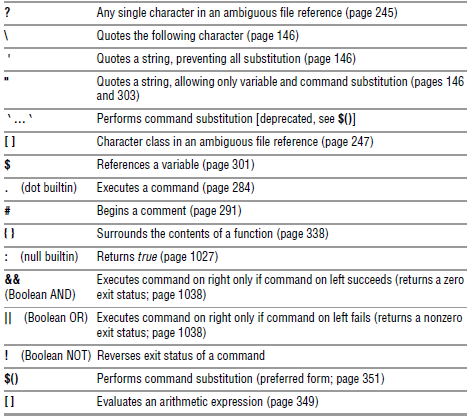 ? Any single character in an ambiguous file reference (page 245)
\ Quotes the following character (page 146)
' Quotes a string, preventing all substitution (page 146)
" Quotes a string, allowing only variable and command substitution (pages 146
and 303)
`...` Performs command substitution [deprecated, see $()]
[ ] Character class in an ambiguous file reference (page 247)
$ References a variable (page 301)
. (dot builtin) Executes a command (page 284)
# Begins a comment (page 291)
{ } Surrounds the contents of a function (page 338)
: (null builtin) Returns true (page 1027)
&& Executes command on right only if command on left succeeds (returns a zero
(Boolean AND) exit status; page 1038)
|| (Boolean OR) Executes command on right only if command on left fails (returns a nonzero
exit status; page 1038)
! (Boolean NOT) Reverses exit status of a command
$() Performs command substitution (preferred form; page 351)
[ ] Evaluates an arithmetic expression (page 349)